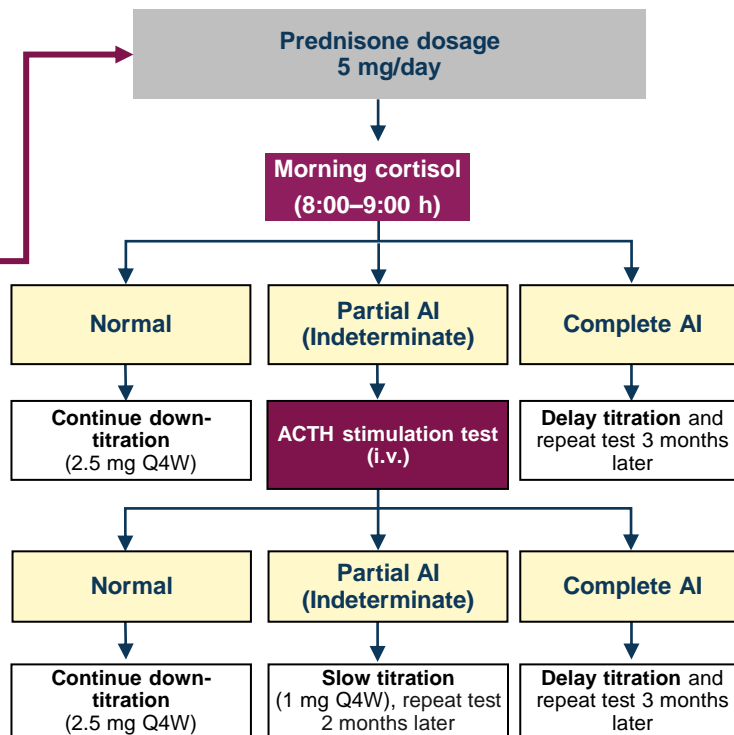 Prednisone dosage
5 mg/day
Morning cortisol
(8:00–9:00 h)
Normal
Partial AI
(Indeterminate)
Complete AI
Continue down-
titration
(2.5 mg Q4W)
ACTH stimulation test
(i.v.)
Delay titration and
repeat test 3 months
later
Normal
Partial AI
(Indeterminate)
Complete AI
Continue down-
titration
(2.5 mg Q4W)
Slow titration
(1 mg Q4W), repeat test
2 months later
Delay titration and
repeat test 3 months
later